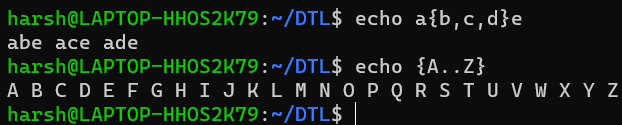 harsh@LAPTOP-HHOS2K79:~/DTL$ echo a{b,c,d}e
abe ace ade
harsh@LAPTOP-HHOS2K79:~/DTL$ echo {A..Z}
A B C D E F G H I J K L M N O P Q R S T U V W X Y Z
harsh@LAPTOP-HHOS2K79:~/DTL$